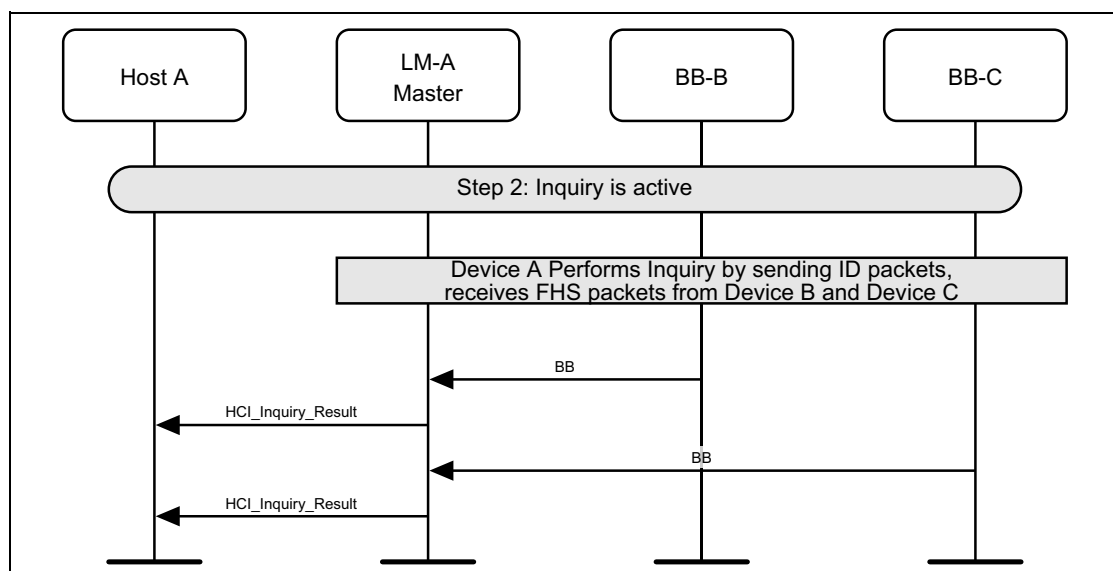 Host A
LM-A
Master
BB-B
BB-C
Step 2: Inquiry is active
Device A Performs Inquiry by sending ID packets,
receives FHS packets from Device B and Device C
BB
HCI_Inquiry_Result
BB
HCI_Inquiry_Result